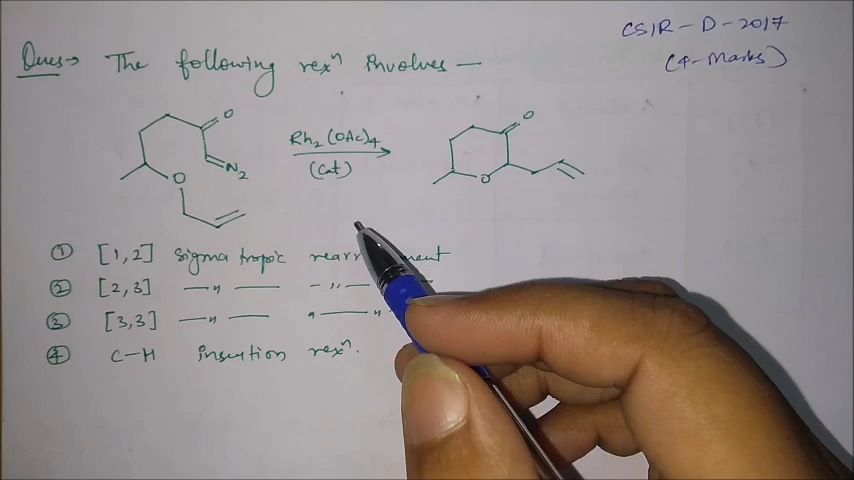 CSIR - D - 2017
Ques→ The following rexⁿ Involves —
(4-Marks)
O
Rh₂(OAc)₄
(Cat)
N₂
O
O
O
① [1,2] sigma tropic
② [2,3] —〃— -〃—
③ [3,3] —〃— 〃—〃
④ C-H insertion rexⁿ.